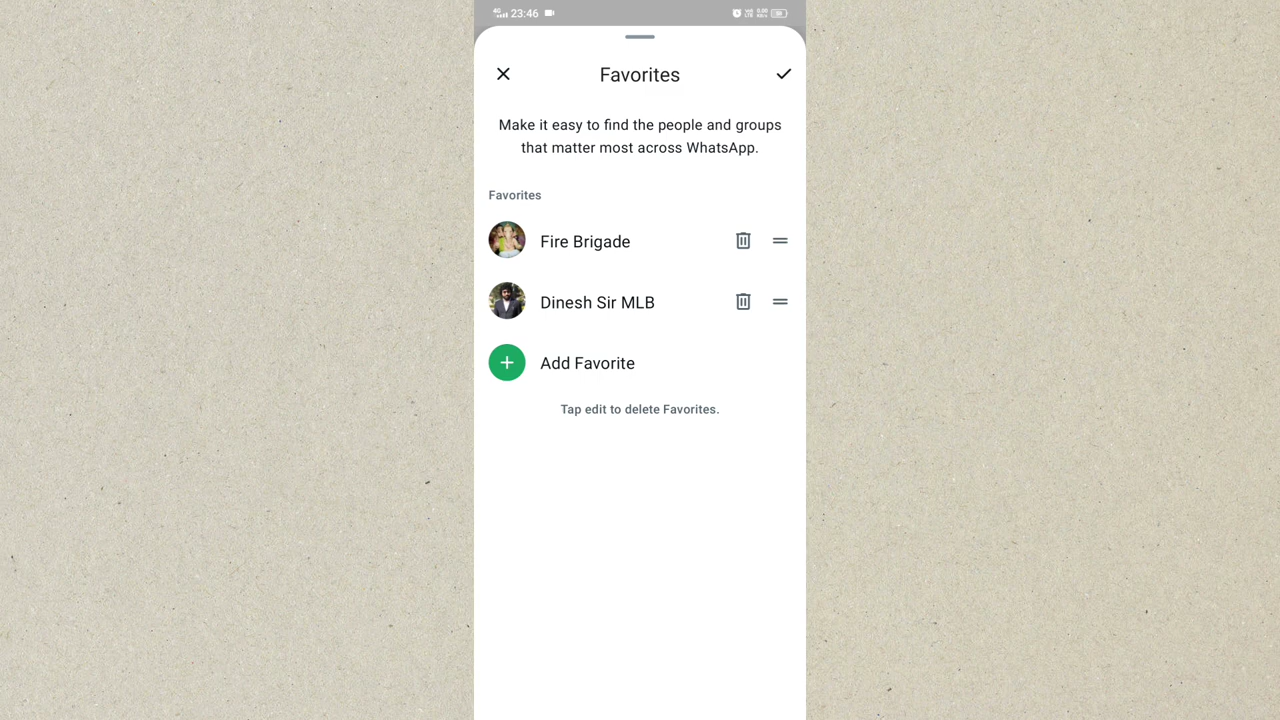 4G 23:46
Favorites
Make it easy to find the people and groups
that matter most across WhatsApp.
Favorites
Fire Brigade
Dinesh Sir MLB
Add Favorite
Tap edit to delete Favorites.